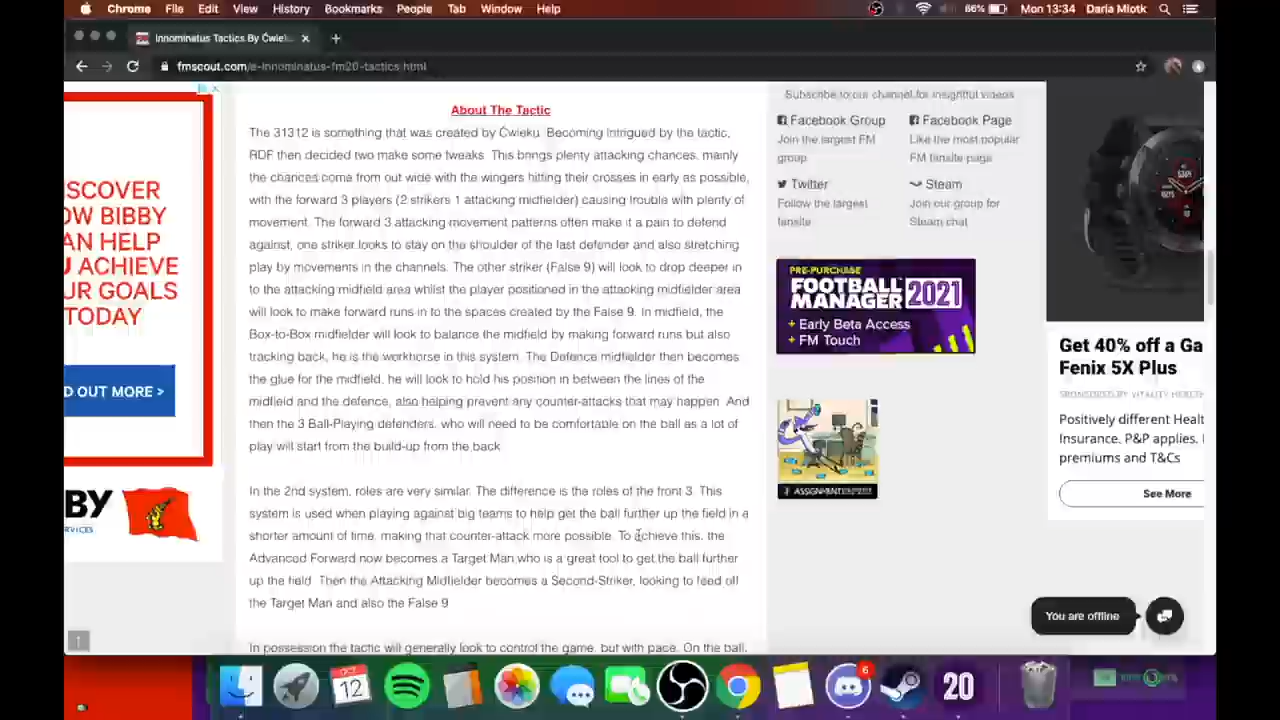 Chrome File Edit View History Bookmarks People Tab Window Help 66% Mon 13:34 Daria Miotk
Innominatus Tactics By Ćwiek...
fmscout.com/e-innominatus-fm20-tactics.html
About The Tactic
The 31312 is something that was created by Ćwieku. Becoming Intrigued by the tactic,
RDF then decided two make some tweaks. This brings plenty attacking chances, mainly
the chances come from out wide with the wingers hitting their crosses in early as possible,
with the forward 3 players (2 strikers 1 attacking midfielder) causing trouble with plenty of
movement. The forward 3 attacking movement patterns often make it a pain to defend
against, one striker looks to stay on the shoulder of the last defender and also stretching
play by movements in the channels. The other striker (False 9) will look to drop deeper in
to the attacking midfield area whilst the player positioned in the attacking midfielder area
will look to make forward runs in to the spaces created by the False 9. In midfield, the
Box-to-Box midfielder will look to balance the midfield by making forward runs but also
tracking back, he is the workhorse in this system. The Defence midfielder then becomes
the glue for the midfield, he will look to hold his position in between the lines of the
midfield and the defence, also helping prevent any counter-attacks that may happen. And
then the 3 Ball-Playing defenders, who will need to be comfortable on the ball as a lot of
play will start from the build-up from the back
In the 2nd system, roles are very similar. The difference is the roles of the front 3. This
system is used when playing against big teams to help get the ball further up the field in a
shorter amount of time, making that counter-attack more possible. To achieve this, the
Advanced Forward now becomes a Target Man who is a great tool to get the ball further
up the field. Then the Attacking Midfielder becomes a Second-Striker, looking to feed off
the Target Man and also the False 9
In possession the tactic will generally look to control the game, but with pace. On the ball,
SCOVER
OW BIBBY
AN HELP
U ACHIEVE
UR GOALS
TODAY
D OUT MORE >
BBY
RVICES
Subscribe to our channel for insightful videos
Facebook Group
Join the largest FM
group
Facebook Page
Like the most popular
FM fansite page
Twitter
Follow the largest
fansite
Steam
Join our group for
Steam chat
PRE-PURCHASE
FOOTBALL
MANAGER 2021
+ Early Beta Access
+ FM Touch
Get 40% off a Ga
Fenix 5X Plus
SPONSORED BY VITALITY HEALTH
Positively different Healt
Insurance. P&P applies.
premiums and T&Cs
See More
You are offline
OCT
12
6
20